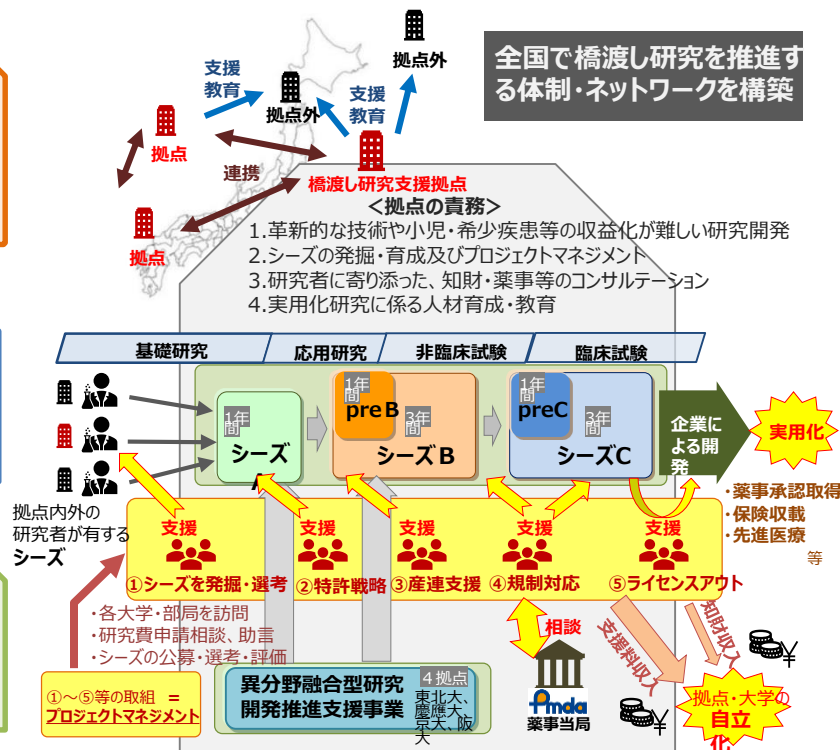 全国で橋渡し研究を推進す
る体制・ネットワークを構築
拠点外
支援
教育
拠点外
支援
教育
拠点
連携
橋渡し研究支援拠点
拠点
<拠点の責務>
1.革新的な技術や小児・希少疾患等の収益化が難しい研究開発
2.シーズの発掘・育成及びプロジェクトマネジメント
3.研究者に寄り添った、知財・薬事等のコンサルテーション
4.実用化研究に係る人材育成・教育
基礎研究
応用研究
非臨床試験
臨床試験
1年
間
シーズ
1年
間
preB
3年
間
シーズB
1年
間
preC
3年
間
シーズC
企業に
よる開
発
実用化
・薬事承認取得
・保険収載
・先進医療
等
拠点内外の
研究者が有する
シーズ
支援
①シーズを発掘・選考
支援
②特許戦略
支援
③産連支援
支援
④規制対応
支援
⑤ライセンスアウト
・各大学・部局を訪問
・研究費申請相談、助言
・シーズの公募・選考・評価
①~⑤等の取組 =
プロジェクトマネジメント
異分野融合型研究
開発推進支援事業
4拠点
東北大、
慶應大、
京大、阪
大
相談
Pmda
薬事当局
支援料収入
知財収入
¥
¥
拠点・大学の
自立
化